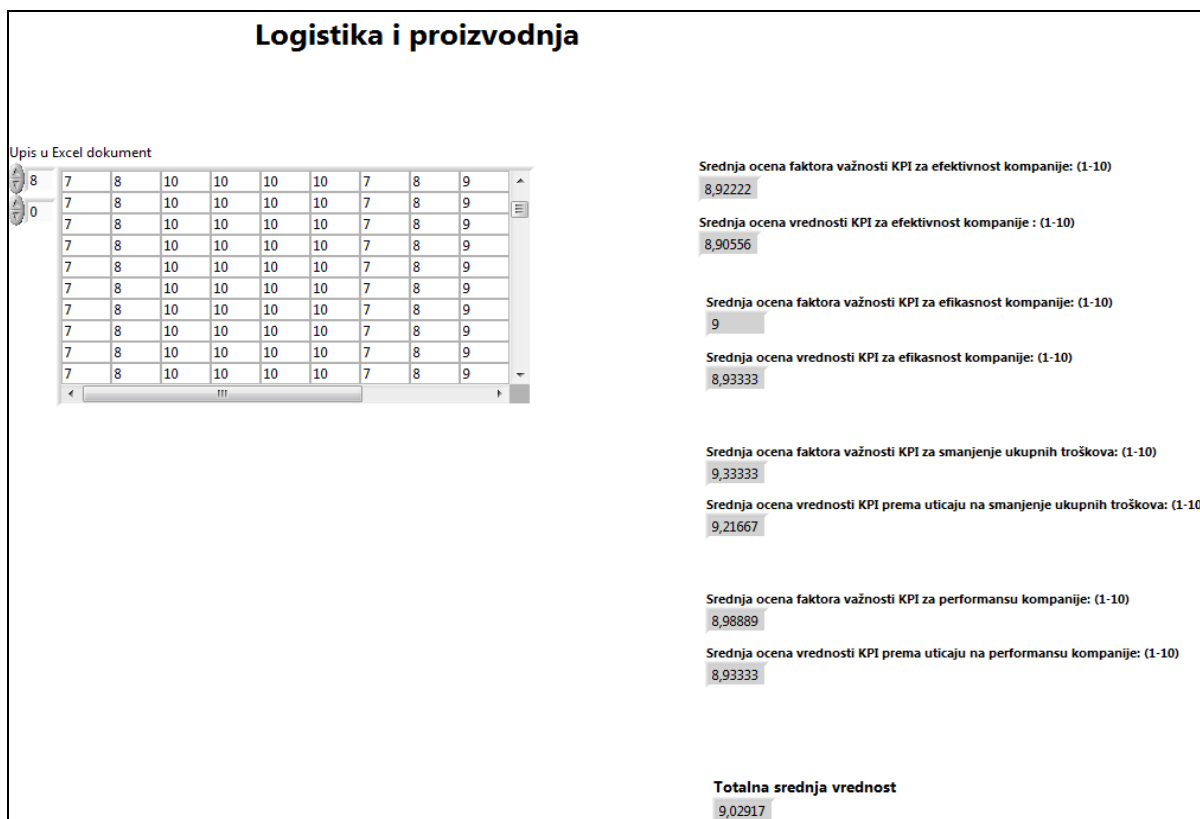 Logistika i proizvodnja
Upis u Excel dokument
8 7 8 10 10 10 10 7 8 9
0 7 8 10 10 10 10 7 8 9
7 8 10 10 10 10 7 8 9
7 8 10 10 10 10 7 8 9
7 8 10 10 10 10 7 8 9
7 8 10 10 10 10 7 8 9
7 8 10 10 10 10 7 8 9
7 8 10 10 10 10 7 8 9
7 8 10 10 10 10 7 8 9
7 8 10 10 10 10 7 8 9
Srednja ocena faktora važnosti KPI za efektivnost kompanije: (1-10)
8,92222
Srednja ocena vrednosti KPI za efektivnost kompanije : (1-10)
8,90556
Srednja ocena faktora važnosti KPI za efikasnost kompanije: (1-10)
9
Srednja ocena vrednosti KPI za efikasnost kompanije: (1-10)
8,93333
Srednja ocena faktora važnosti KPI za smanjenje ukupnih troškova: (1-10)
9,33333
Srednja ocena vrednosti KPI prema uticaju na smanjenje ukupnih troškova: (1-10
9,21667
Srednja ocena faktora važnosti KPI za performansu kompanije: (1-10)
8,98889
Srednja ocena vrednosti KPI prema uticaju na performansu kompanije: (1-10)
8,93333
Totalna srednja vrednost
9,02917